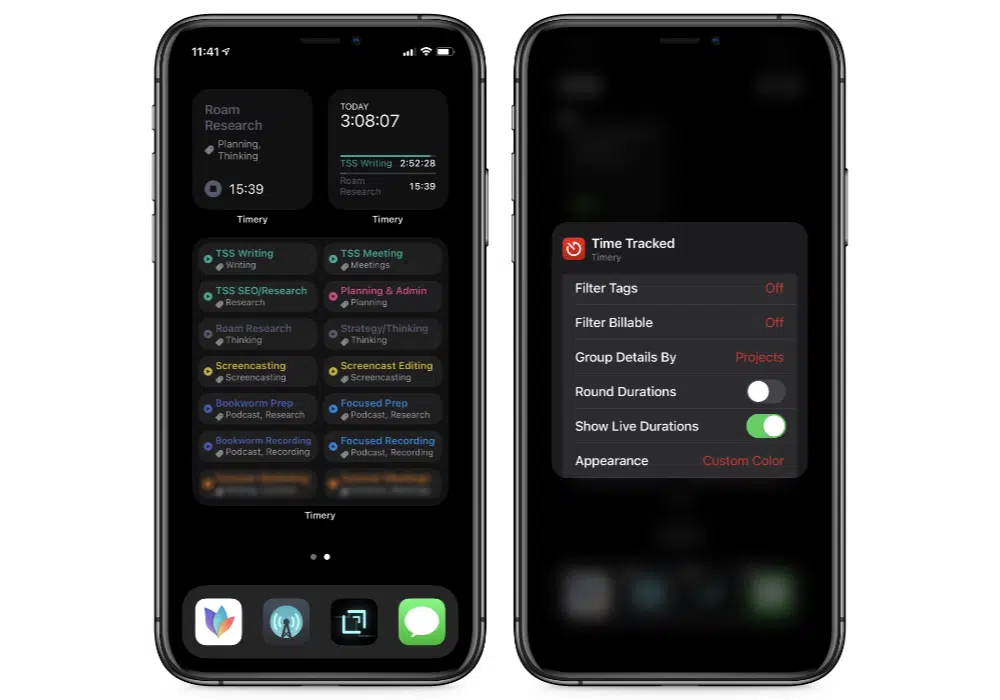 11:41
Roam
Research
Planning,
Thinking
15:39
Timery
TODAY
3:08:07
TSS Writing 2:52:28
Roam
Research 15:39
Timery
TSS Writing
Writing
TSS Meeting
Meetings
TSS SEO/Research
Research
Planning & Admin
Planning
Roam Research
Thinking
Strategy/Thinking
Thinking
Screencasting
Screencasting
Screencast Editing
Screencasting
Bookworm Prep
Podcast, Research
Focused Prep
Podcast, Research
Bookworm Recording
Podcast, Recording
Focused Recording
Podcast, Recording
Timery
Time Tracked
Timery
Filter Tags Off
Filter Billable Off
Group Details By Projects
Round Durations
Show Live Durations
Appearance Custom Color